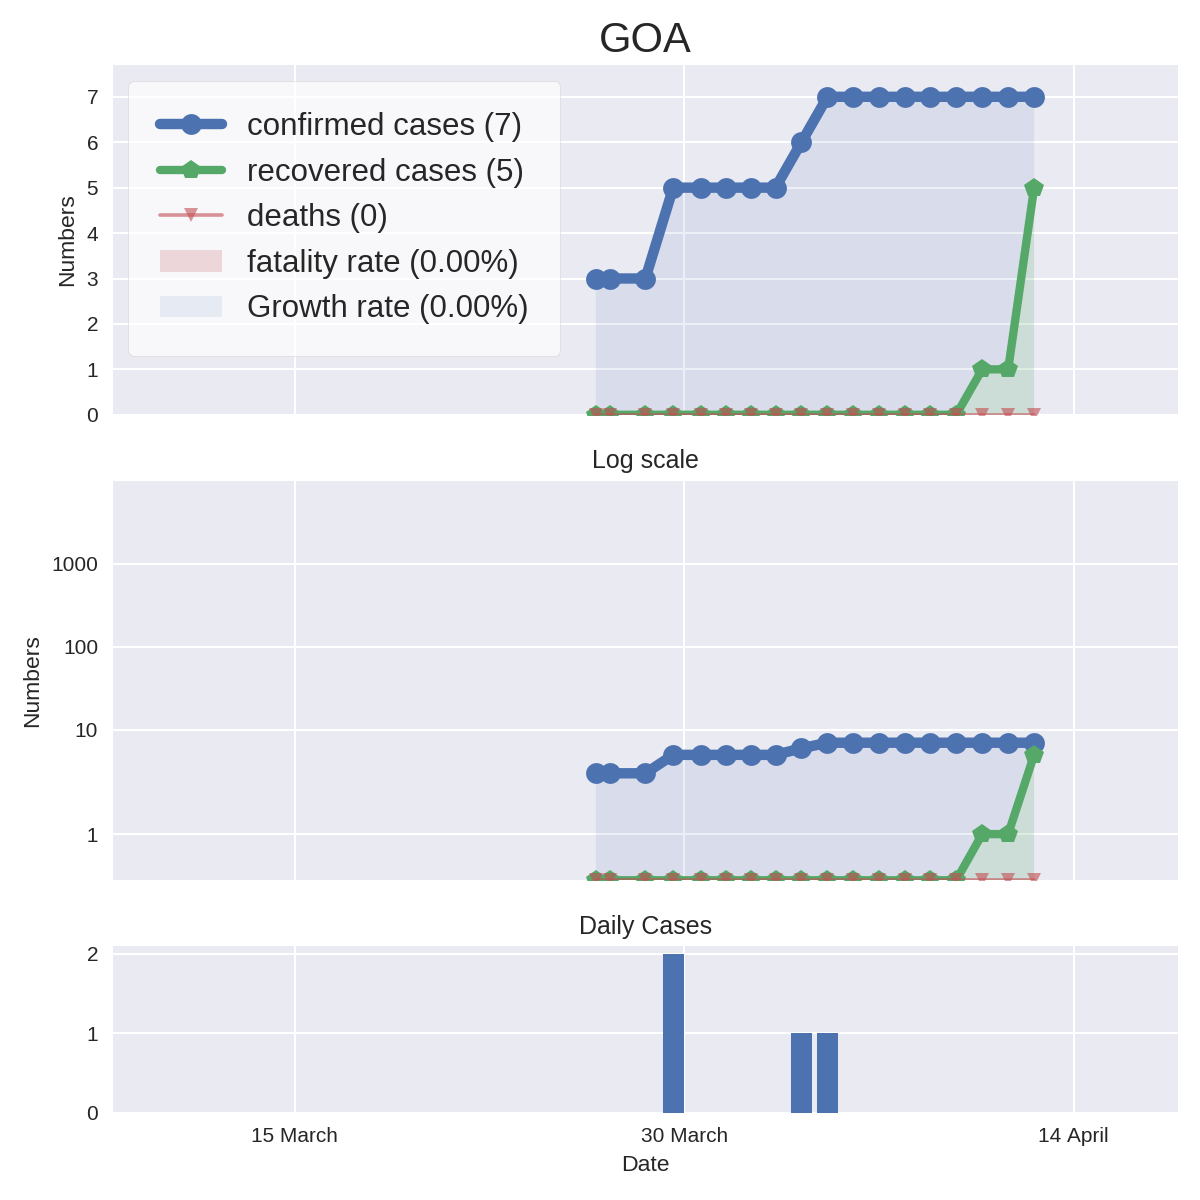 GOA
7
6
5
4
3
2
1
0
Numbers
confirmed cases (7)
recovered cases (5)
deaths (0)
fatality rate (0.00%)
Growth rate (0.00%)
Log scale
1000
100
10
1
Numbers
Daily Cases
2
1
0
15 March
30 March
14 April
Date